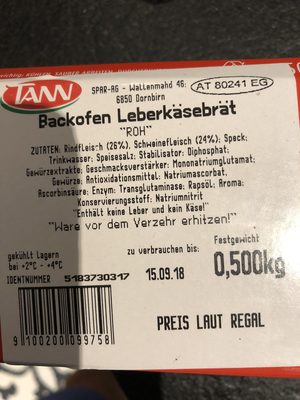 TANN
SPAR-AG - Wallenmahd 46;
6850 Dornbirn
AT 80241 EG
Backofen Leberkäsebrät
"ROH"
ZUTATEN: Rindfleisch (26%), Schweinefleisch (24%); Speck;
Trinkwasser; Speisesalz; Stabilisator: Diphosphat;
Gewürzextrakte; Geschmacksverstärker: Mononatriumglutamat;
Gewürze; Antioxidationsmittel: Natriumascorbat,
Ascorbinsäure; Enzym: Transglutaminase; Rapsöl; Aroma;
Konservierungsstoff: Natriumnitrit
"Enthält keine Leber und kein Käse!"
"Ware vor dem Verzehr erhitzen!"
gekühlt lagern
bei +2°C - +4°C
zu verbrauchen bis:
Festgewicht
IDENTNUMMER 5183730317
15.09.18
0,500kg
PREIS LAUT REGAL
9100200099758